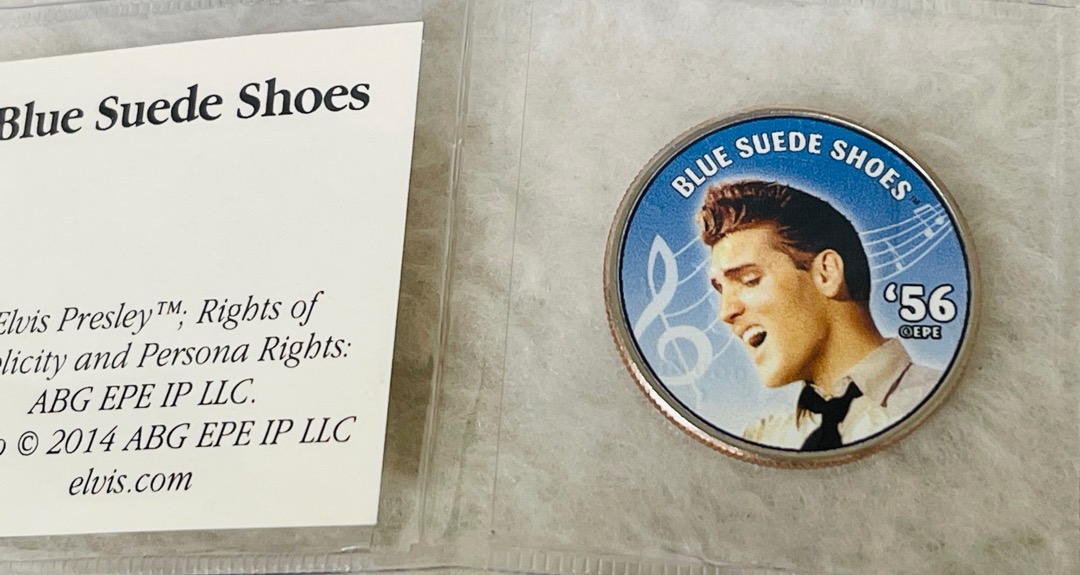 Blue Suede Shoes
Elvis Presley™; Rights of
licity and Persona Rights:
ABG EPE IP LLC.
© 2014 ABG EPE IP LLC
elvis.com
BLUE SUEDE SHOES™
‘56
©EPE